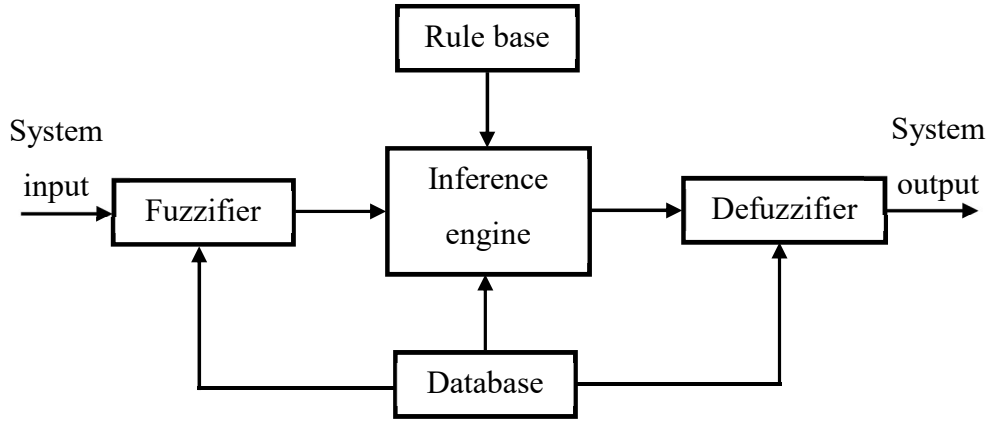 Rule base
System
input
Fuzzifier
Inference
engine
Defuzzifier
System
output
Database